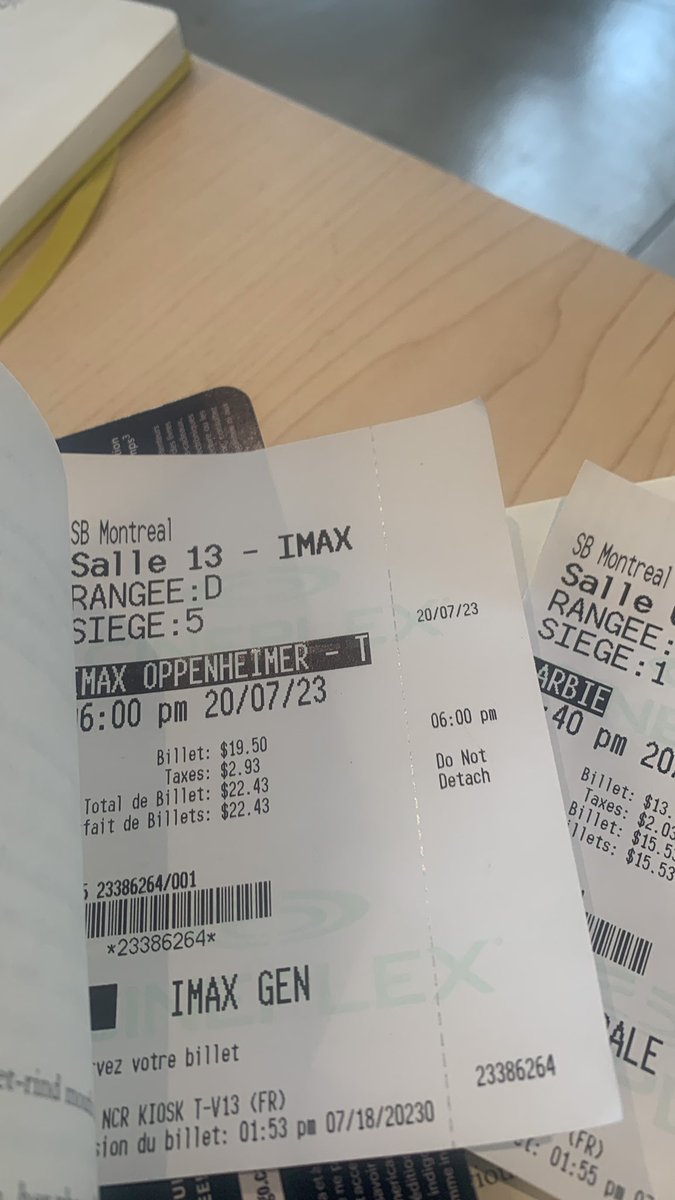 SB Montreal
Salle 13 - IMAX
RANGEE:D
SIEGE:5
IMAX OPPENHEIMER - T
06:00 pm 20/07/23
Billet: $19.50
Taxes: $2.93
Total de Billet: $22.43
fait de Billets: $22.43
23386264/001
*23386264*
IMAX GEN
vez votre billet
NCR KIOSK T-V13 (FR)
sion du billet: 01:53 pm 07/18/20230
20/07/23
06:00 pm
Do Not
Detach
23386264
CINEPLEX
SB Montreal
Salle
RANGEE:
SIEGE:1
ARBIE
:40 pm 20
Billet: $13.
Taxes: $2.03
Billet: $15.53
illets: $15.53
ALE
(FR)
01:55 pm